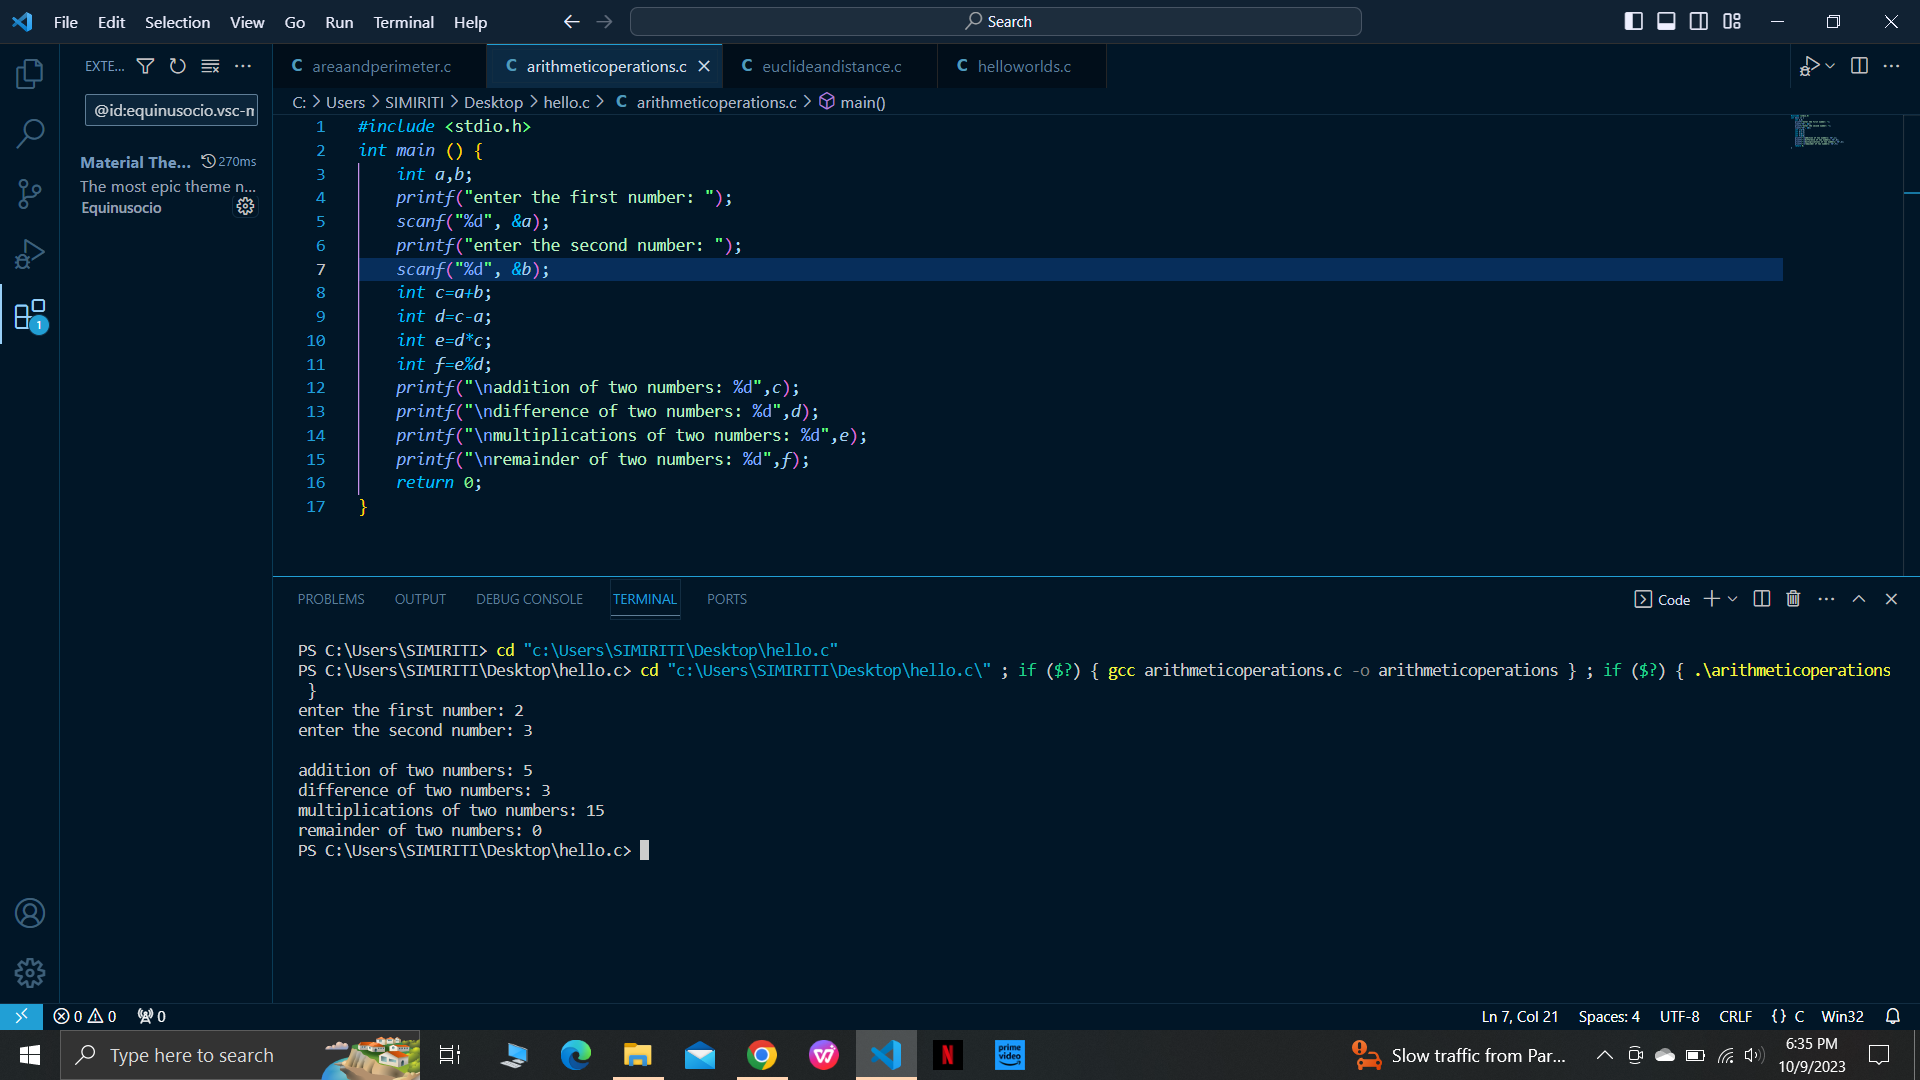 File Edit Selection View Go Run Terminal Help Search
EXTE...
@id:equinusocio.vsc-m
Material The... 270ms
The most epic theme n...
Equinusocio
1
areaandperimeter.c arithmeticoperations.c euclideandistance.c helloworlds.c
C: > Users > SIMIRITI > Desktop > hello.c > C arithmeticoperations.c > main()
1 #include <stdio.h>
2 int main () {
3 int a,b;
4 printf("enter the first number: ");
5 scanf("%d", &a);
6 printf("enter the second number: ");
7 scanf("%d", &b);
8 int c=a+b;
9 int d=c-a;
10 int e=d*c;
11 int f=e%d;
12 printf("\naddition of two numbers: %d",c);
13 printf("\ndifference of two numbers: %d",d);
14 printf("\nmultiplications of two numbers: %d",e);
15 printf("\nremainder of two numbers: %d",f);
16 return 0;
17 }
PROBLEMS OUTPUT DEBUG CONSOLE TERMINAL PORTS Code
PS C:\Users\SIMIRITI> cd "c:\Users\SIMIRITI\Desktop\hello.c"
PS C:\Users\SIMIRITI\Desktop\hello.c> cd "c:\Users\SIMIRITI\Desktop\hello.c\" ; if ($?) { gcc arithmeticoperations.c -o arithmeticoperations } ; if ($?) { .\arithmeticoperations
}
enter the first number: 2
enter the second number: 3
addition of two numbers: 5
difference of two numbers: 3
multiplications of two numbers: 15
remainder of two numbers: 0
PS C:\Users\SIMIRITI\Desktop\hello.c>
0 0 0 Ln 7, Col 21 Spaces: 4 UTF-8 CRLF {} C Win32
Type here to search prime video Slow traffic from Par... 6:35 PM
10/9/2023